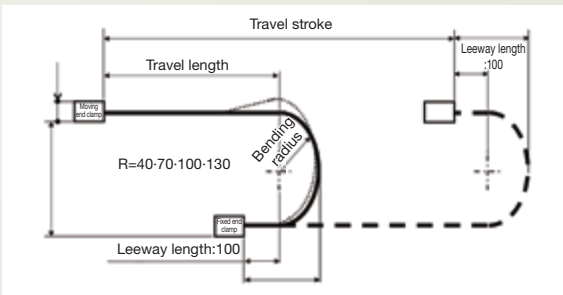 Travel stroke
Leeway length
:100
Travel length
Moving
end clamp
Bending
radius
R=40·70·100·130
Fixed end
clamp
Leeway length:100